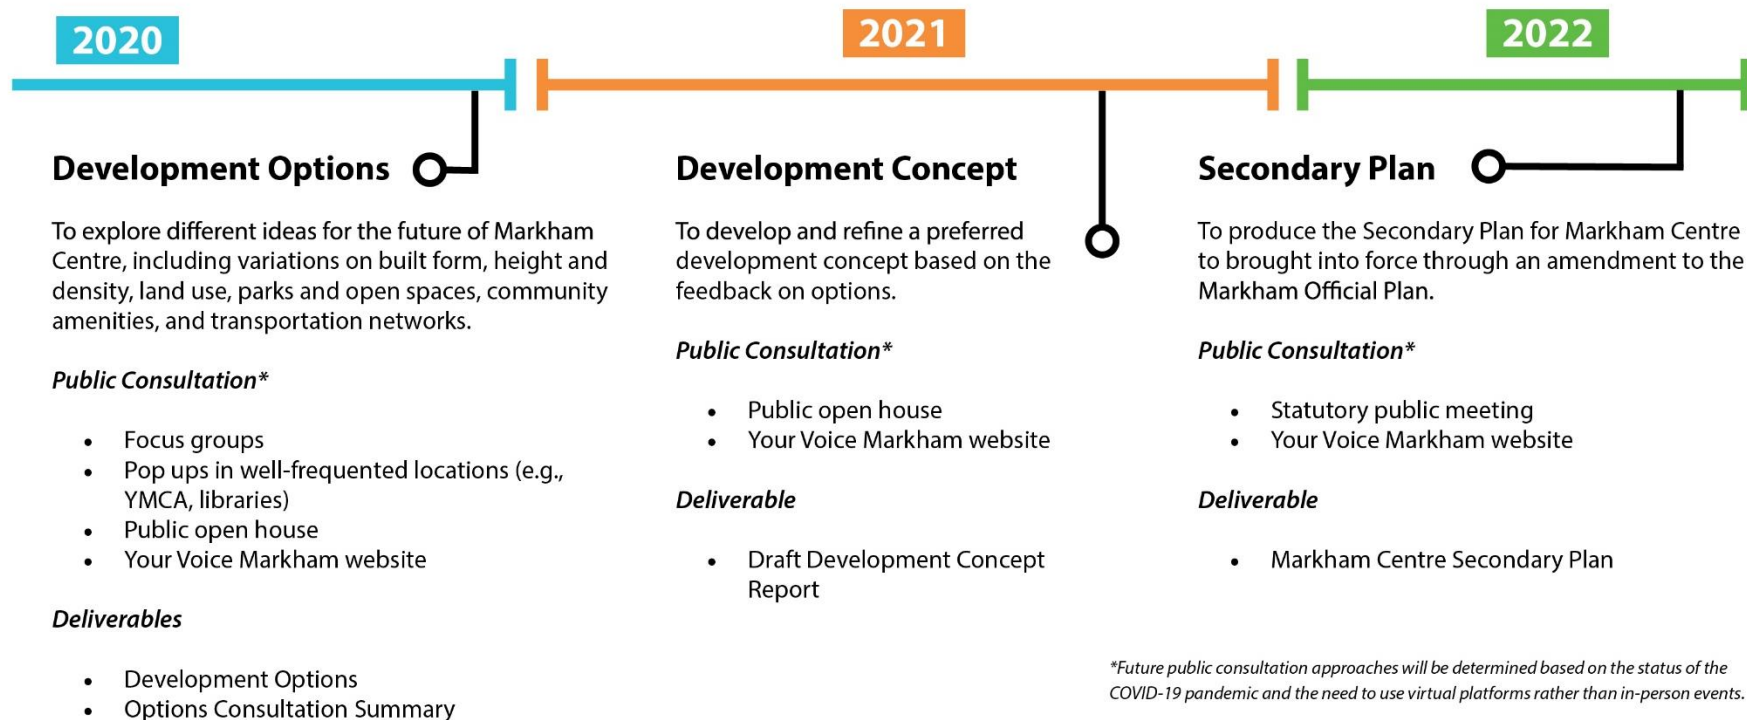 2020
2021
2022
Development Options
To explore different ideas for the future of Markham
Centre, including variations on built form, height and
density, land use, parks and open spaces, community
amenities, and transportation networks.
Public Consultation*
• Focus groups
• Pop ups in well-frequented locations (e.g.,
YMCA, libraries)
• Public open house
• Your Voice Markham website
Deliverables
• Development Options
• Options Consultation Summary
Development Concept
To develop and refine a preferred
development concept based on the
feedback on options.
Public Consultation*
• Public open house
• Your Voice Markham website
Deliverable
• Draft Development Concept
Report
Secondary Plan
To produce the Secondary Plan for Markham Centre
to brought into force through an amendment to the
Markham Official Plan.
Public Consultation*
• Statutory public meeting
• Your Voice Markham website
Deliverable
• Markham Centre Secondary Plan
*Future public consultation approaches will be determined based on the status of the
COVID-19 pandemic and the need to use virtual platforms rather than in-person events.